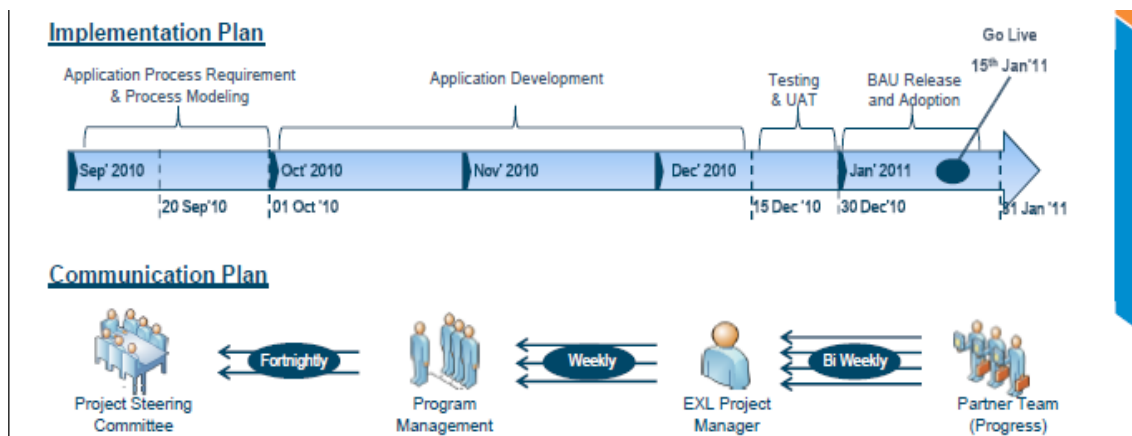 Implementation Plan
Go Live
15th Jan'11
Application Process Requirement
& Process Modeling
Application Development
Testing
& UAT
BAU Release
and Adoption
Sep' 2010
Oct' 2010
Nov' 2010
Dec' 2010
Jan' 2011
20 Sep'10
01 Oct '10
15 Dec '10
30 Dec'10
31 Jan '11
Communication Plan
Fortnightly
Weekly
Bi Weekly
Project Steering
Committee
Program
Management
EXL Project
Manager
Partner Team
(Progress)